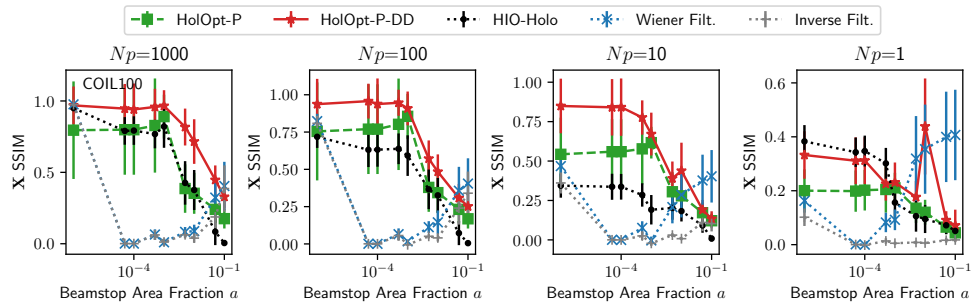 HolOpt-P HolOpt-P-DD HIO-Holo Wiener Filt. Inverse Filt.
Np=1000 Np=100 Np=10 Np=1
COIL100
X SSIM X SSIM X SSIM X SSIM
1.0 1.00 1.00 0.6
0.75 0.75 0.4
0.5 0.50 0.50
0.25 0.25 0.2
0.0 0.00 0.00 0.0
10⁻⁴ 10⁻¹ 10⁻⁴ 10⁻¹ 10⁻⁴ 10⁻¹ 10⁻⁴ 10⁻¹
Beamstop Area Fraction a Beamstop Area Fraction a Beamstop Area Fraction a Beamstop Area Fraction a